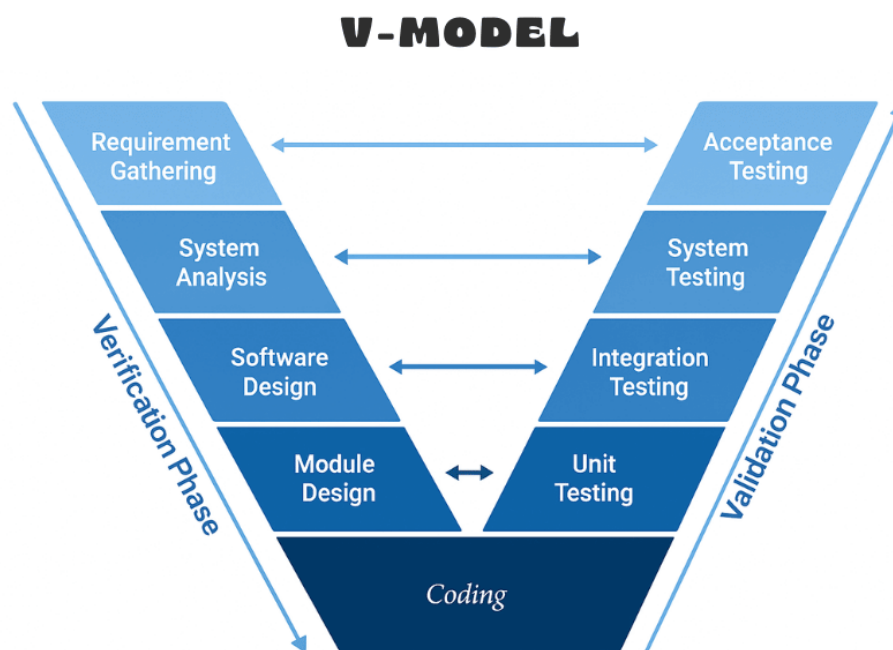 V-MODEL
Requirement
Gathering
Acceptance
Testing
System
Analysis
System
Testing
Software
Design
Integration
Testing
Module
Design
Unit
Testing
Coding
Verification Phase
Validation Phase